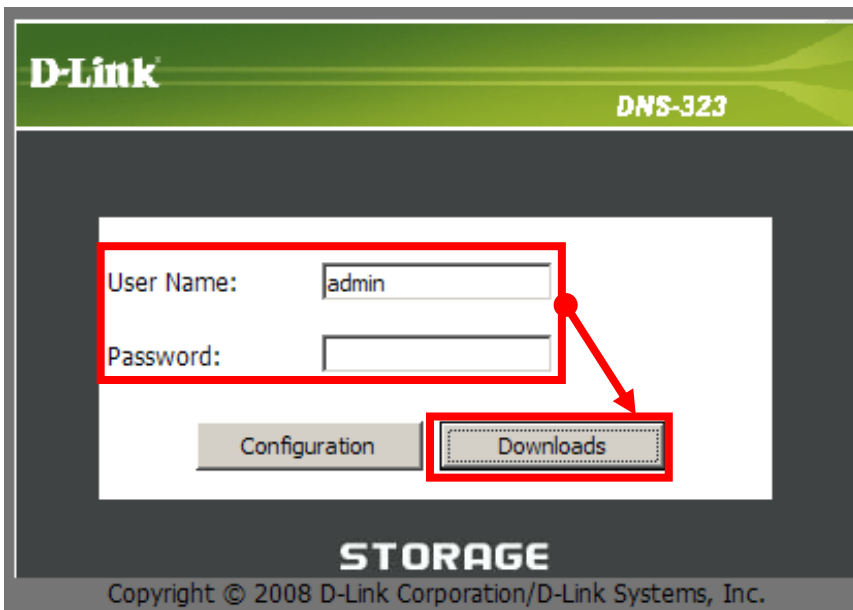 D-Link
DNS-323
User Name: admin
Password:
Configuration Downloads
STORAGE
Copyright © 2008 D-Link Corporation/D-Link Systems, Inc.